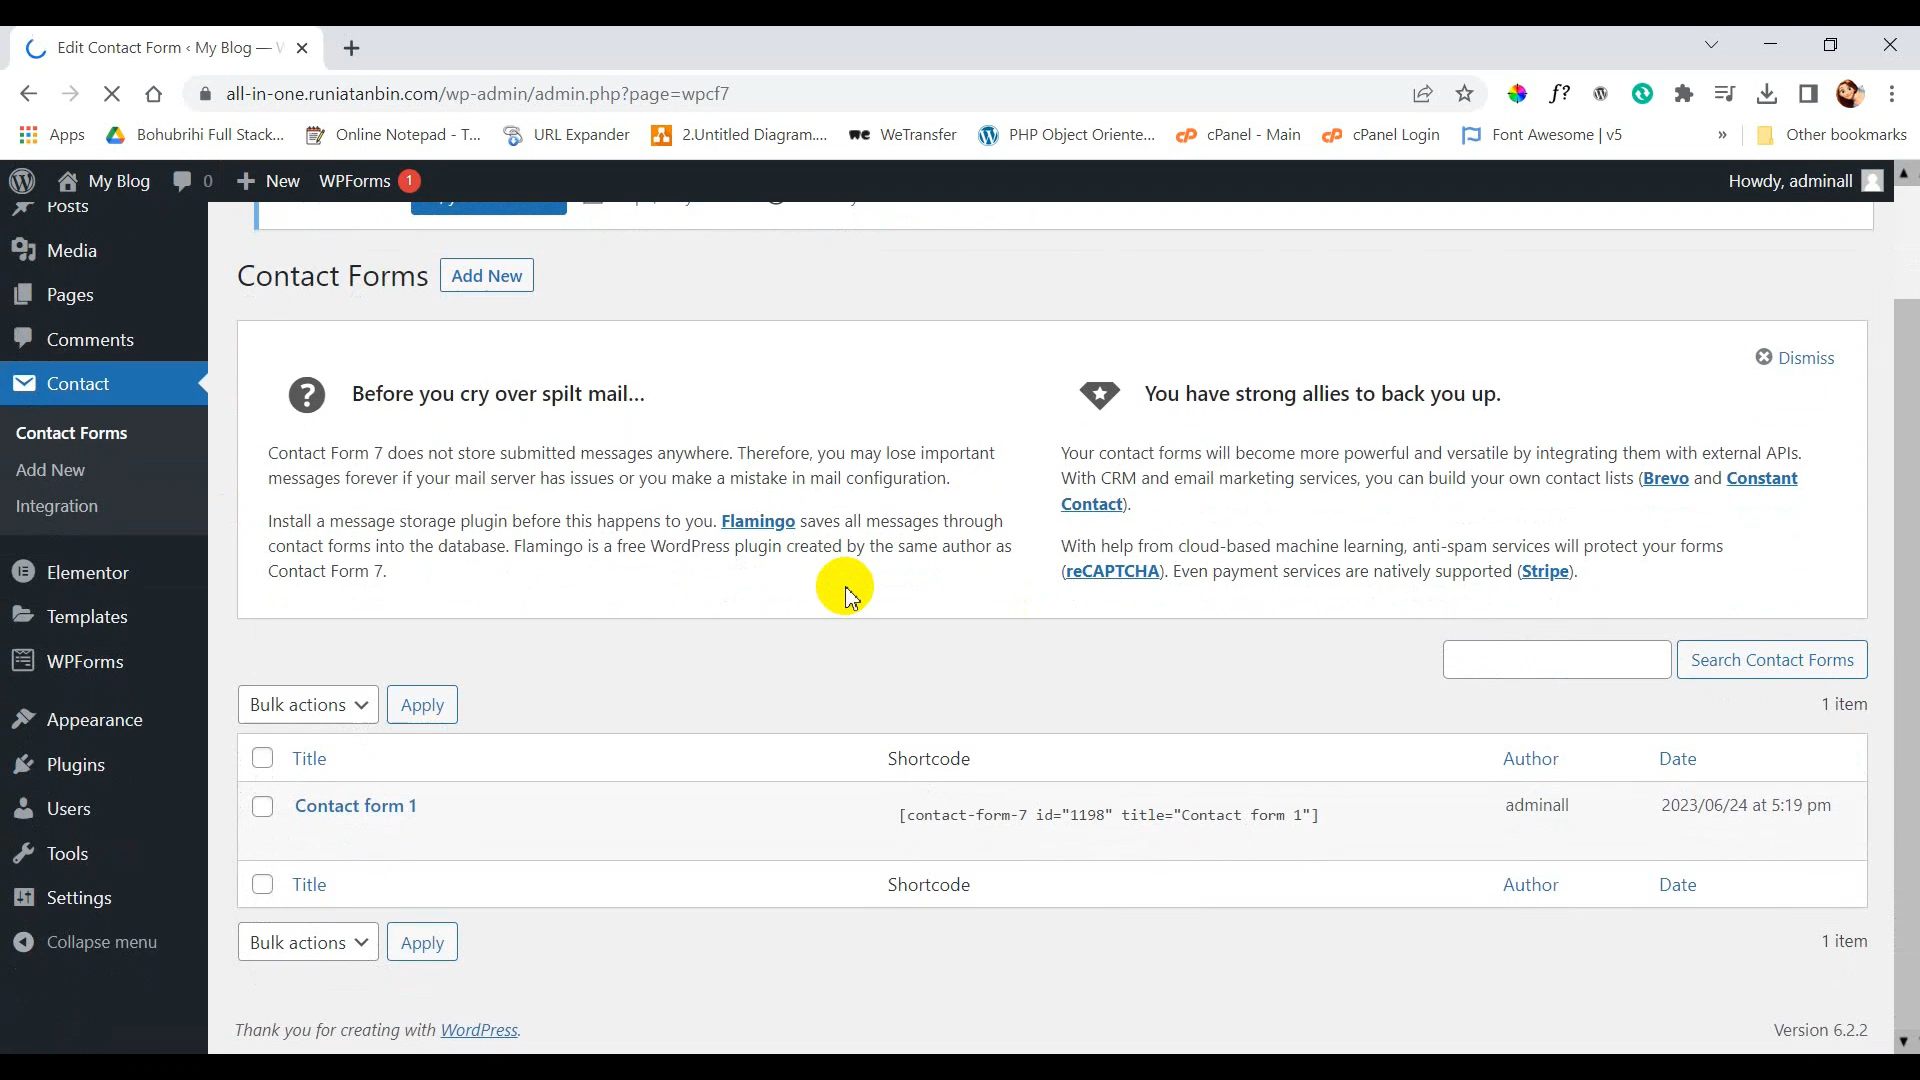 Edit Contact Form ‹ My Blog — W
all-in-one.runiatanbin.com/wp-admin/admin.php?page=wpcf7
f?
Apps
Bohubrihi Full Stack...
Online Notepad - T...
URL Expander
2.Untitled Diagram....
WeTransfer
PHP Object Oriente...
cPanel - Main
cPanel Login
Font Awesome | v5
»
Other bookmarks
My Blog
0
New
WPForms 1
Howdy, adminall
Posts
Media
Pages
Comments
Contact
Contact Forms
Add New
Integration
Elementor
Templates
WPForms
Appearance
Plugins
Users
Tools
Settings
Collapse menu
Contact Forms
Add New
Dismiss
Before you cry over spilt mail...
Contact Form 7 does not store submitted messages anywhere. Therefore, you may lose important
messages forever if your mail server has issues or you make a mistake in mail configuration.
Install a message storage plugin before this happens to you. Flamingo saves all messages through
contact forms into the database. Flamingo is a free WordPress plugin created by the same author as
Contact Form 7.
You have strong allies to back you up.
Your contact forms will become more powerful and versatile by integrating them with external APIs.
With CRM and email marketing services, you can build your own contact lists (Brevo and Constant
Contact).
With help from cloud-based machine learning, anti-spam services will protect your forms
(reCAPTCHA). Even payment services are natively supported (Stripe).
Search Contact Forms
Bulk actions
Apply
1 item
Title
Shortcode
Author
Date
Contact form 1
[contact-form-7 id="1198" title="Contact form 1"]
adminall
2023/06/24 at 5:19 pm
Title
Shortcode
Author
Date
Bulk actions
Apply
1 item
Thank you for creating with WordPress.
Version 6.2.2